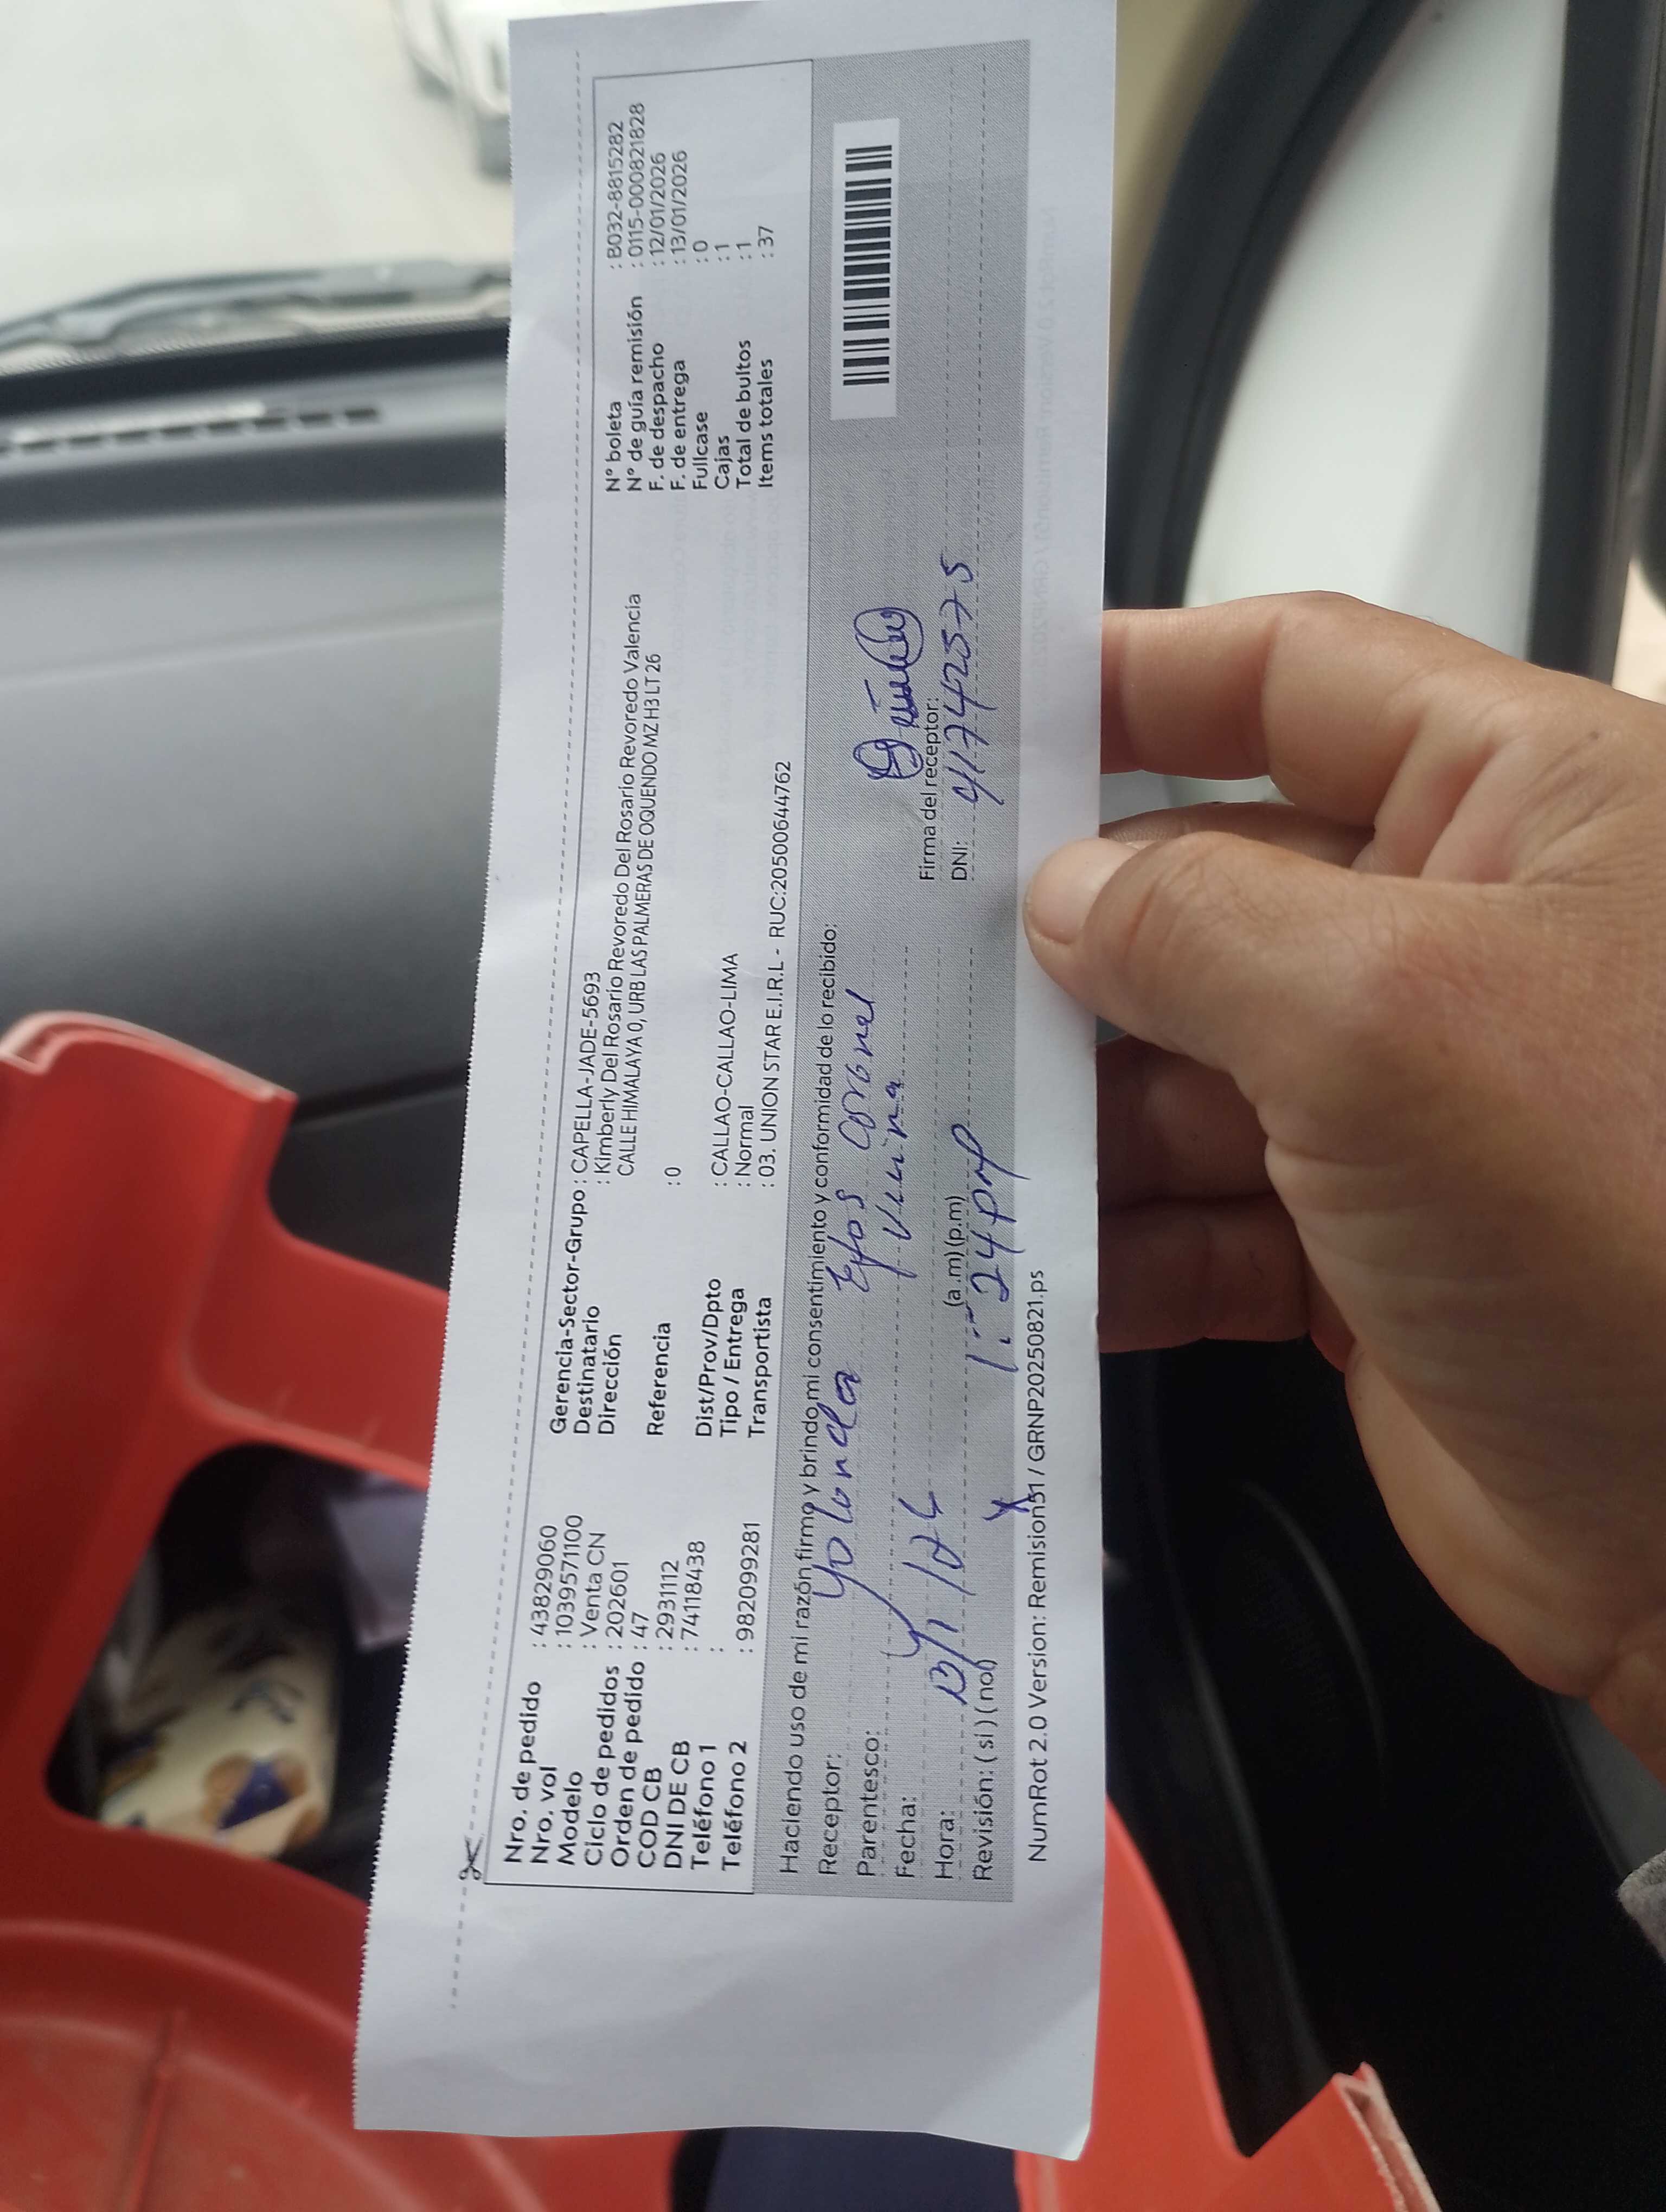 Nro. de pedido : 43829060
Nro. vol : 1039571100
Modelo : Venta CN
Ciclo de pedidos : 202601
Orden de pedido : 47
COD CB : 2931112
DNI DE CB : 74118438
Teléfono 1 :
Teléfono 2 : 982099281
Gerencia-Sector-Grupo : CAPELLA-JADE-5693
Destinatario : Kimberly Del Rosario Revoredo Del Rosario Revoredo Valencia
Dirección CALLE HIMALAYA 0, URB LAS PALMERAS DE OQUENDO MZ H3 LT 26
Referencia : 0
Dist/Prov/Dpto : CALLAO-CALLAO-LIMA
Tipo / Entrega : Normal
Transportista : 03. UNION STAR E.I.R.L - RUC:20500644762
N° boleta : B032-8815282
N° de guía remisión : 0115-000821828
F. de despacho : 12/01/2026
F. de entrega : 13/01/2026
Fullcase : 0
Cajas : 1
Total de bultos : 1
Items totales : 37
Haciendo uso de mi razón firmo y brindo mi consentimiento y conformidad de lo recibido:
Receptor: Yolonda Coronel
Parentesco:
Fecha: 13/1/26
Hora: (a .m) (p.m) 1:24 pm
Revisión: ( si ) ( no) x
Firma del receptor:
DNI: 41742575
NumRot 2.0 Version: Remision51 / GRNP20250821.ps